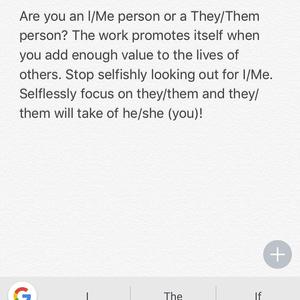 Are you an I/Me person or a They/Them
person? The work promotes itself when
you add enough value to the lives of
others. Stop selfishly looking out for I/Me.
Selflessly focus on they/them and they/
them will take of he/she (you)!
I The If